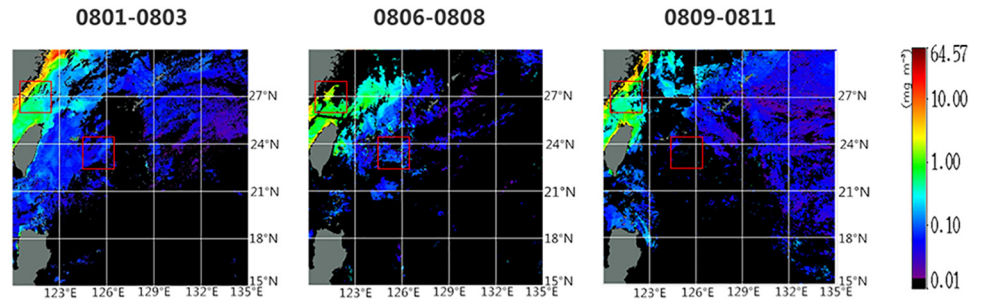 0801-0803 0806-0808 0809-0811
64.57
(mg m⁻³)
27°N 27°N 27°N 10.00
24°N 24°N 24°N 1.00
21°N 21°N 21°N
0.10
18°N 18°N 18°N
15°N 15°N 15°N 0.01
123°E 126°E 129°E 132°E 135°E 123°E 126°E 129°E 132°E 135°E 123°E 126°E 129°E 132°E 135°E